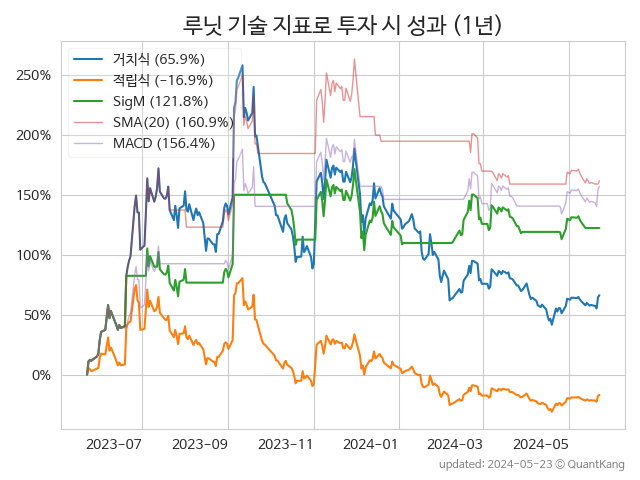 루닛 기술 지표로 투자 시 성과 (1년)
거치식 (65.9%)
적립식 (−16.9%)
SigM (121.8%)
SMA(20) (160.9%)
MACD (156.4%)
250%
200%
150%
100%
50%
0%
2023-07 2023-09 2023-11 2024-01 2024-03 2024-05
updated: 2024-05-23 ⓒ QuantKang